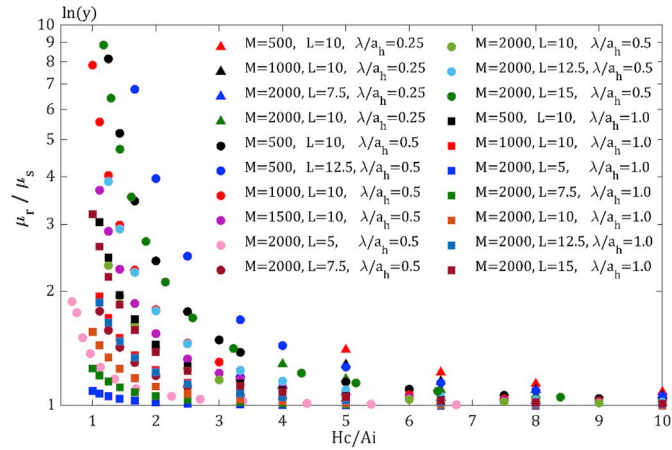 ln(y)
10
9
8
7
6
5
4
3
2
1
μr / μs
M=500, L=10, λ/ah=0.25
M=1000, L=10, λ/ah=0.25
M=2000, L=7.5, λ/ah=0.25
M=2000, L=10, λ/ah=0.25
M=500, L=10, λ/ah=0.5
M=500, L=12.5, λ/ah=0.5
M=1000, L=10, λ/ah=0.5
M=1500, L=10, λ/ah=0.5
M=2000, L=5, λ/ah=0.5
M=2000, L=7.5, λ/ah=0.5
M=2000, L=10, λ/ah=0.5
M=2000, L=12.5, λ/ah=0.5
M=2000, L=15, λ/ah=0.5
M=500, L=10, λ/ah=1.0
M=1000, L=10, λ/ah=1.0
M=2000, L=5, λ/ah=1.0
M=2000, L=7.5, λ/ah=1.0
M=2000, L=10, λ/ah=1.0
M=2000, L=12.5, λ/ah=1.0
M=2000, L=15, λ/ah=1.0
1 2 3 4 5 6 7 8 9 10
Hc/Ai